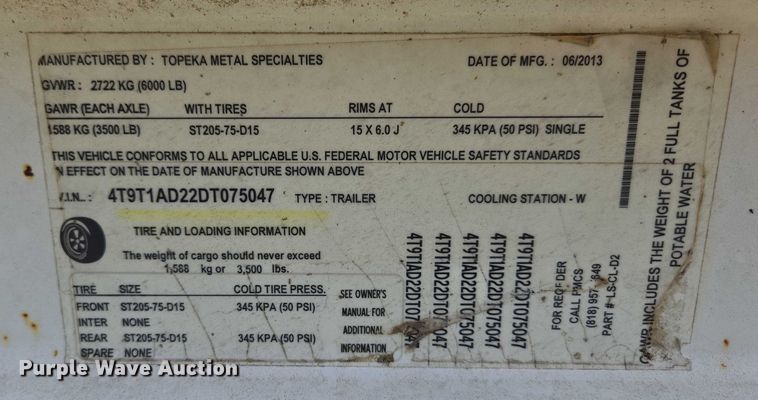 MANUFACTURED BY : TOPEKA METAL SPECIALTIES DATE OF MFG. : 06/2013
GVWR : 2722 KG (6000 LB)
GAWR (EACH AXLE) WITH TIRES RIMS AT COLD
1588 KG (3500 LB) ST205-75-D15 15 X 6.0 J 345 KPA (50 PSI) SINGLE
THIS VEHICLE CONFORMS TO ALL APPLICABLE U.S. FEDERAL MOTOR VEHICLE SAFETY STANDARDS
IN EFFECT ON THE DATE OF MANUFACTURE SHOWN ABOVE
V.I.N.. : 4T9T1AD22DT075047 TYPE : TRAILER COOLING STATION - W
TIRE AND LOADING INFORMATION
The weight of cargo should never exceed
1,588 kg or 3,500 lbs.
TIRE SIZE COLD TIRE PRESS.
FRONT ST205-75-D15 345 KPA (50 PSI)
INTER NONE
REAR ST205-75-D15 345 KPA (50 PSI)
SPARE NONE
SEE OWNER'S
MANUAL FOR
ADDITIONAL
INFORMATION
4T9T1AD22DT075047
4T9T1AD22DT075047
4T9T1AD22DT075047
4T9T1AD22DT075047
4T9T1AD22DT075047
FOR REORDER
CALL PMCS
(818) 957 849
PART # LS-CL-D2
GAWR INCLUDES THE WEIGHT OF 2 FULL TANKS OF
POTABLE WATER
Purple Wave Auction